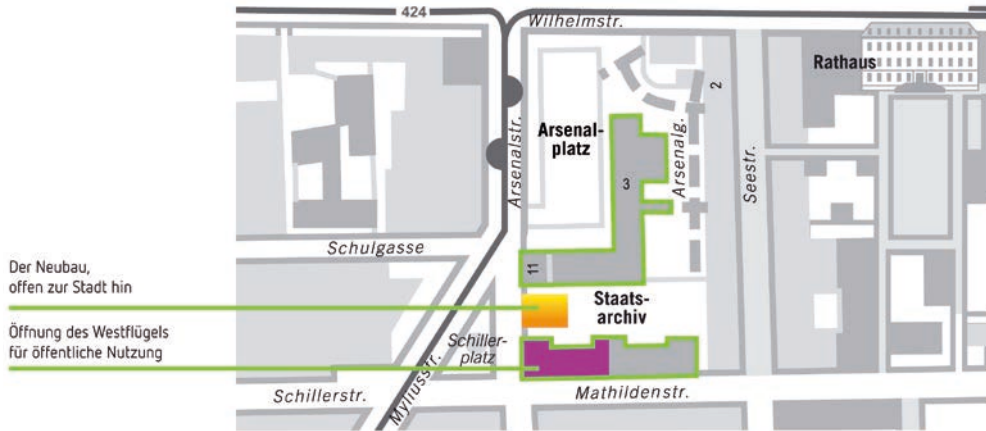 424
Wilhelmstr.
Rathaus
2
Arsenalstr.
Arsenal-
platz
Arsenalg.
3
Seestr.
Schulgasse
11
Der Neubau,
offen zur Stadt hin
Staats-
archiv
Öffnung des Westflügels
für öffentliche Nutzung
Schiller-
platz
Myliusstr.
Schillerstr.
Mathildenstr.